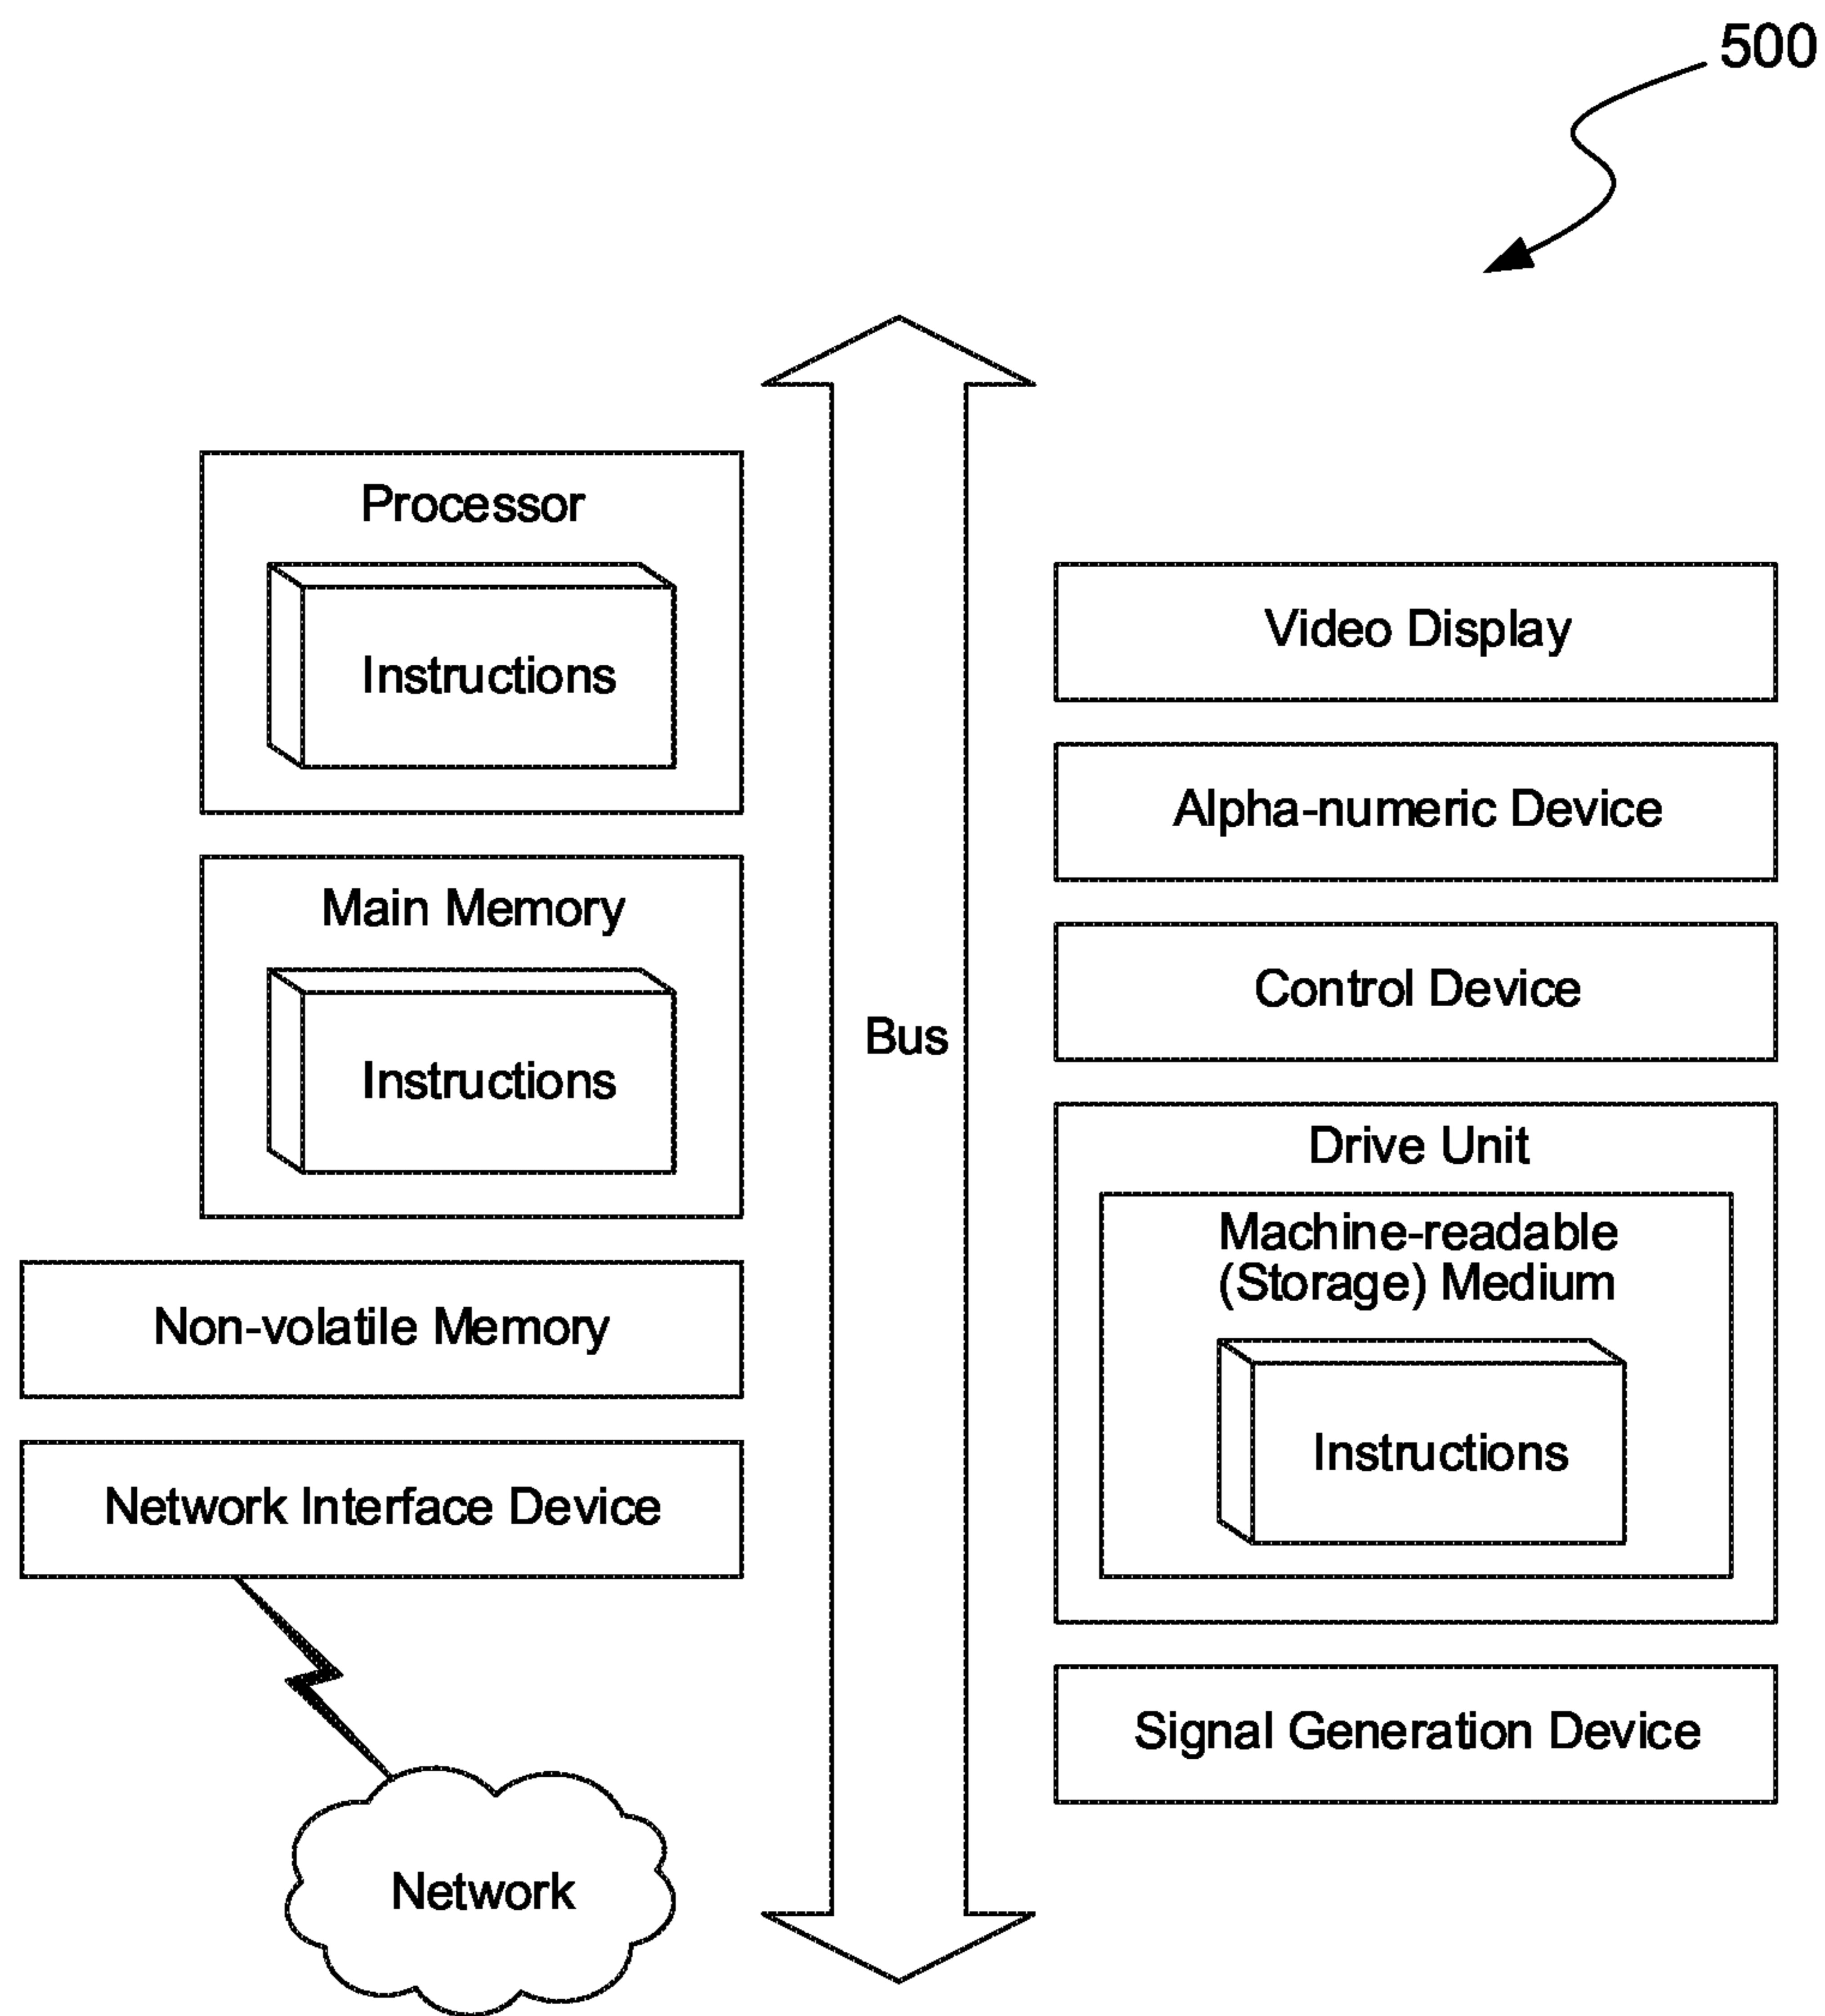 500
Processor
Instructions
Main Memory
Instructions
Non-volatile Memory
Network Interface Device
Network
Bus
Video Display
Alpha-numeric Device
Control Device
Drive Unit
Machine-readable
(Storage) Medium
Instructions
Signal Generation Device